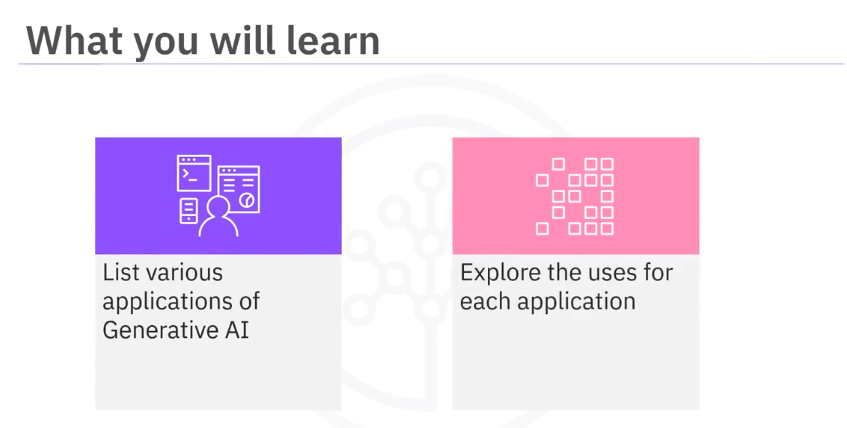 What you will learn
List various
applications of
Generative AI
Explore the uses for
each application